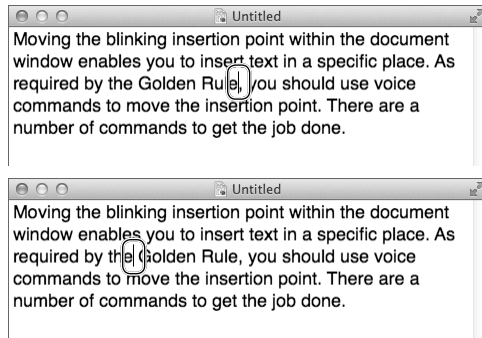 Untitled
Moving the blinking insertion point within the document
window enables you to insert text in a specific place. As
required by the Golden Rule, you should use voice
commands to move the insertion point. There are a
number of commands to get the job done.
Untitled
Moving the blinking insertion point within the document
window enables you to insert text in a specific place. As
required by the Golden Rule, you should use voice
commands to move the insertion point. There are a
number of commands to get the job done.